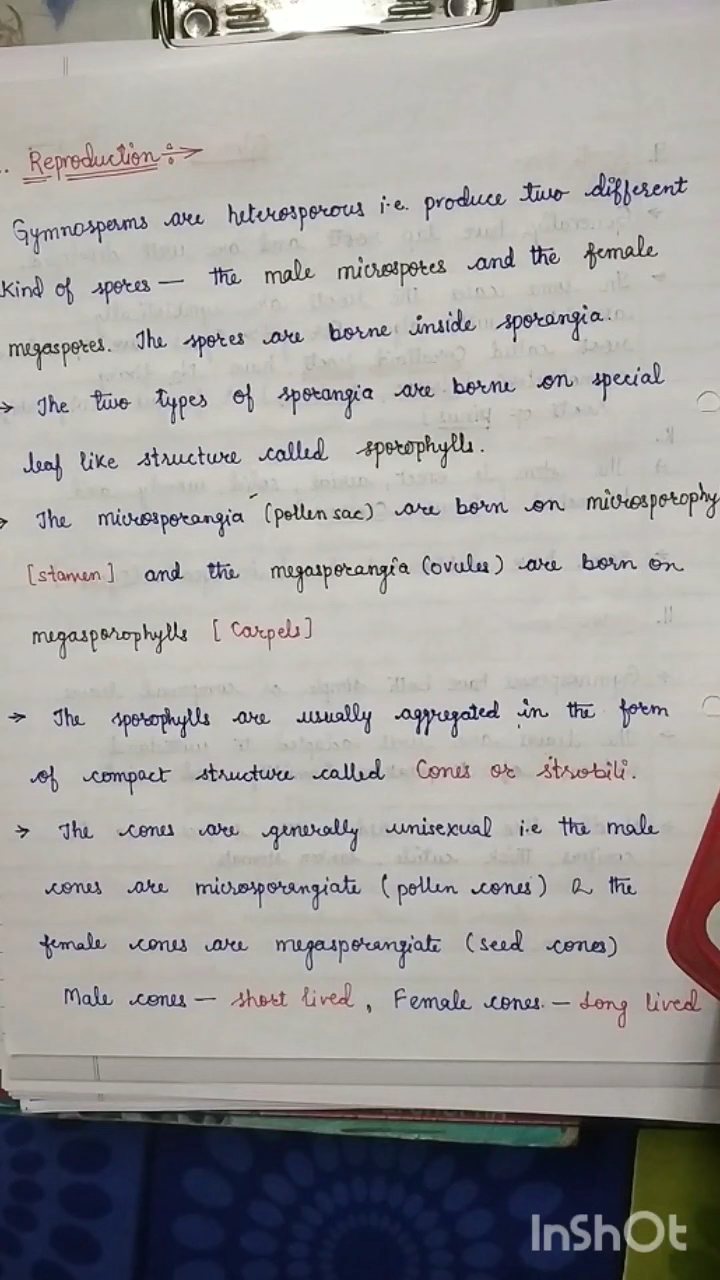 Reproduction :→
Gymnosperms are heterosporous i.e. produce two different
kind of spores — the male microspores and the female
megaspores. The spores are borne inside sporangia.
→ The two types of sporangia are borne on special
leaf like structure called sporophylls.
→ The microsporangia (pollen sac) are born on microsporophy
[stamen] and the megasporangia (ovules) are born on
megasporophylls [Carpels]
→ The sporophylls are usually aggregated in the form
of compact structure called Cones or strobili.
→ The cones are generally unisexual i.e the male
cones are microsporangiate (pollen cones) & the
female cones are megasporangiate (seed cones)
Male cones — short lived, Female cones. — Long lived
InShOt